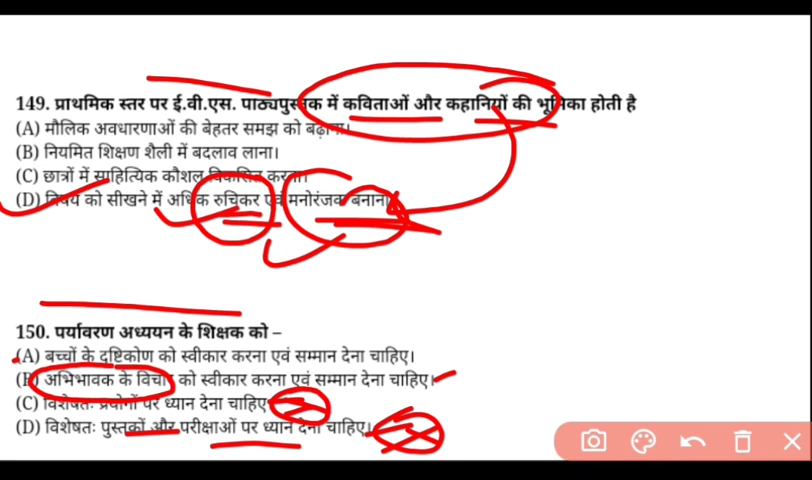 149. प्राथमिक स्तर पर ई.वी.एस. पाठ्यपुस्तक में कविताओं और कहानियों की भूमिका होती है
(A) मौलिक अवधारणाओं की बेहतर समझ को बढ़ाना।
(B) नियमित शिक्षण शैली में बदलाव लाना।
(C) छात्रों में साहित्यिक कौशल विकसित करना।
(D) विषय को सीखने में अधिक रुचिकर एवं मनोरंजक बनाना
150. पर्यावरण अध्ययन के शिक्षक को –
(A) बच्चों के दृष्टिकोण को स्वीकार करना एवं सम्मान देना चाहिए।
(B) अभिभावक के विचार को स्वीकार करना एवं सम्मान देना चाहिए।
(C) विशेषतः प्रयोगों पर ध्यान देना चाहिए
(D) विशेषतः पुस्तकों और परीक्षाओं पर ध्यान देना चाहिए।